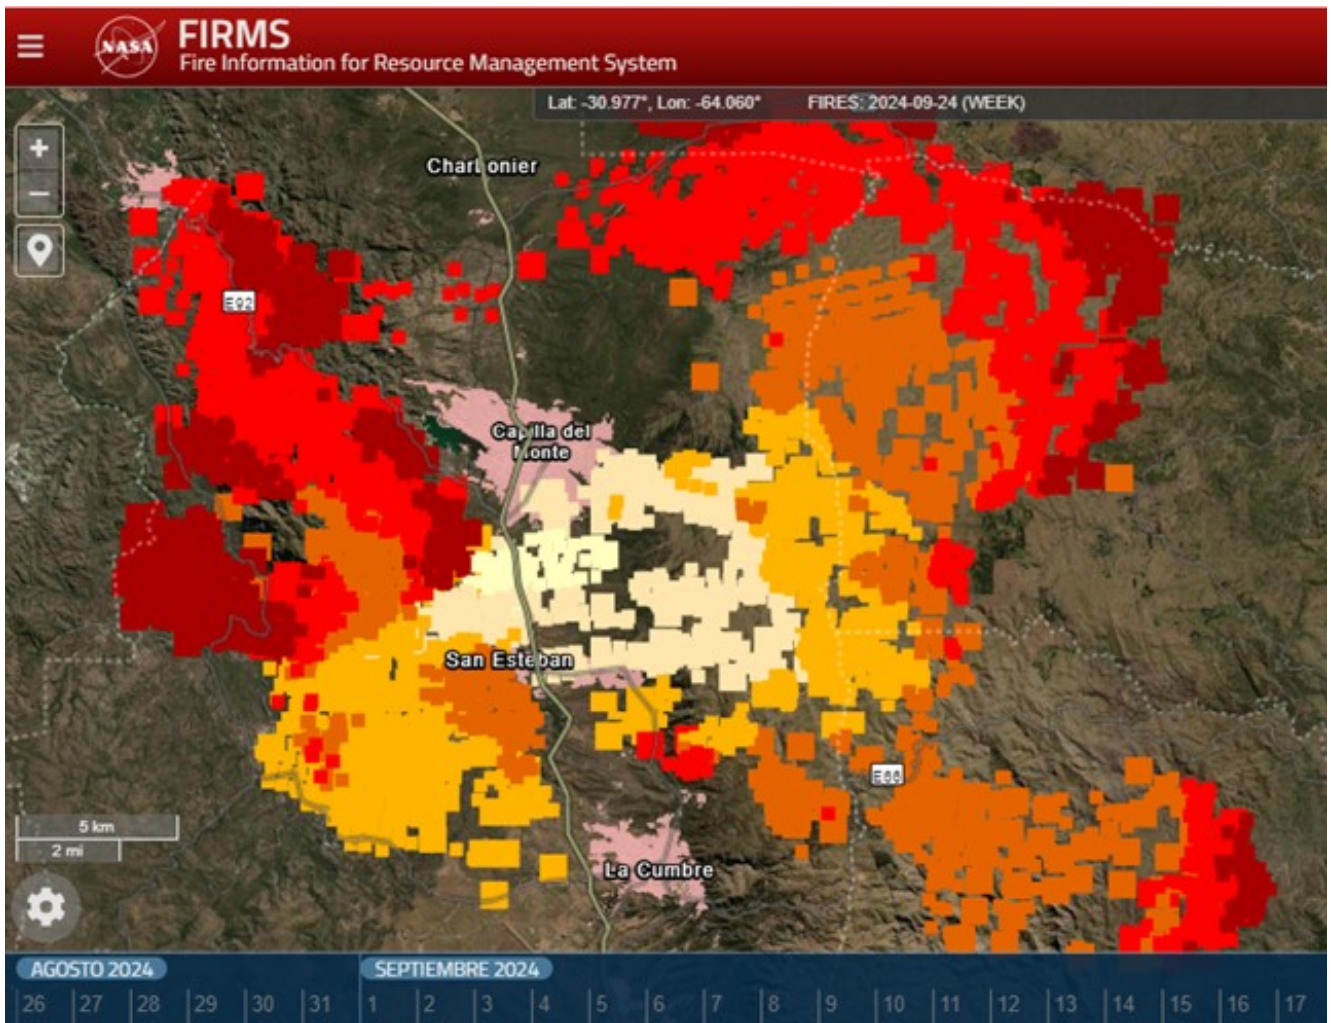 NASA
FIRMS
Fire Information for Resource Management System
Lat: -30.977°, Lon: -64.060° FIRES: 2024-09-24 (WEEK)
+
−
Charbonier
E92
Capilla del
Monte
San Esteban
E66
5 km
2 mi
La Cumbre
AGOSTO 2024 SEPTIEMBRE 2024
26 27 28 29 30 31 1 2 3 4 5 6 7 8 9 10 11 12 13 14 15 16 17